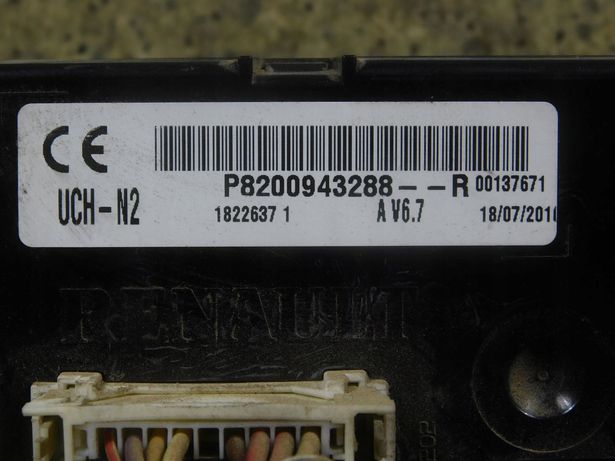 CE
P8200943288--R 00137671
UCH-N2 1822637 1 A V6.7 18/07/201
RENAULT